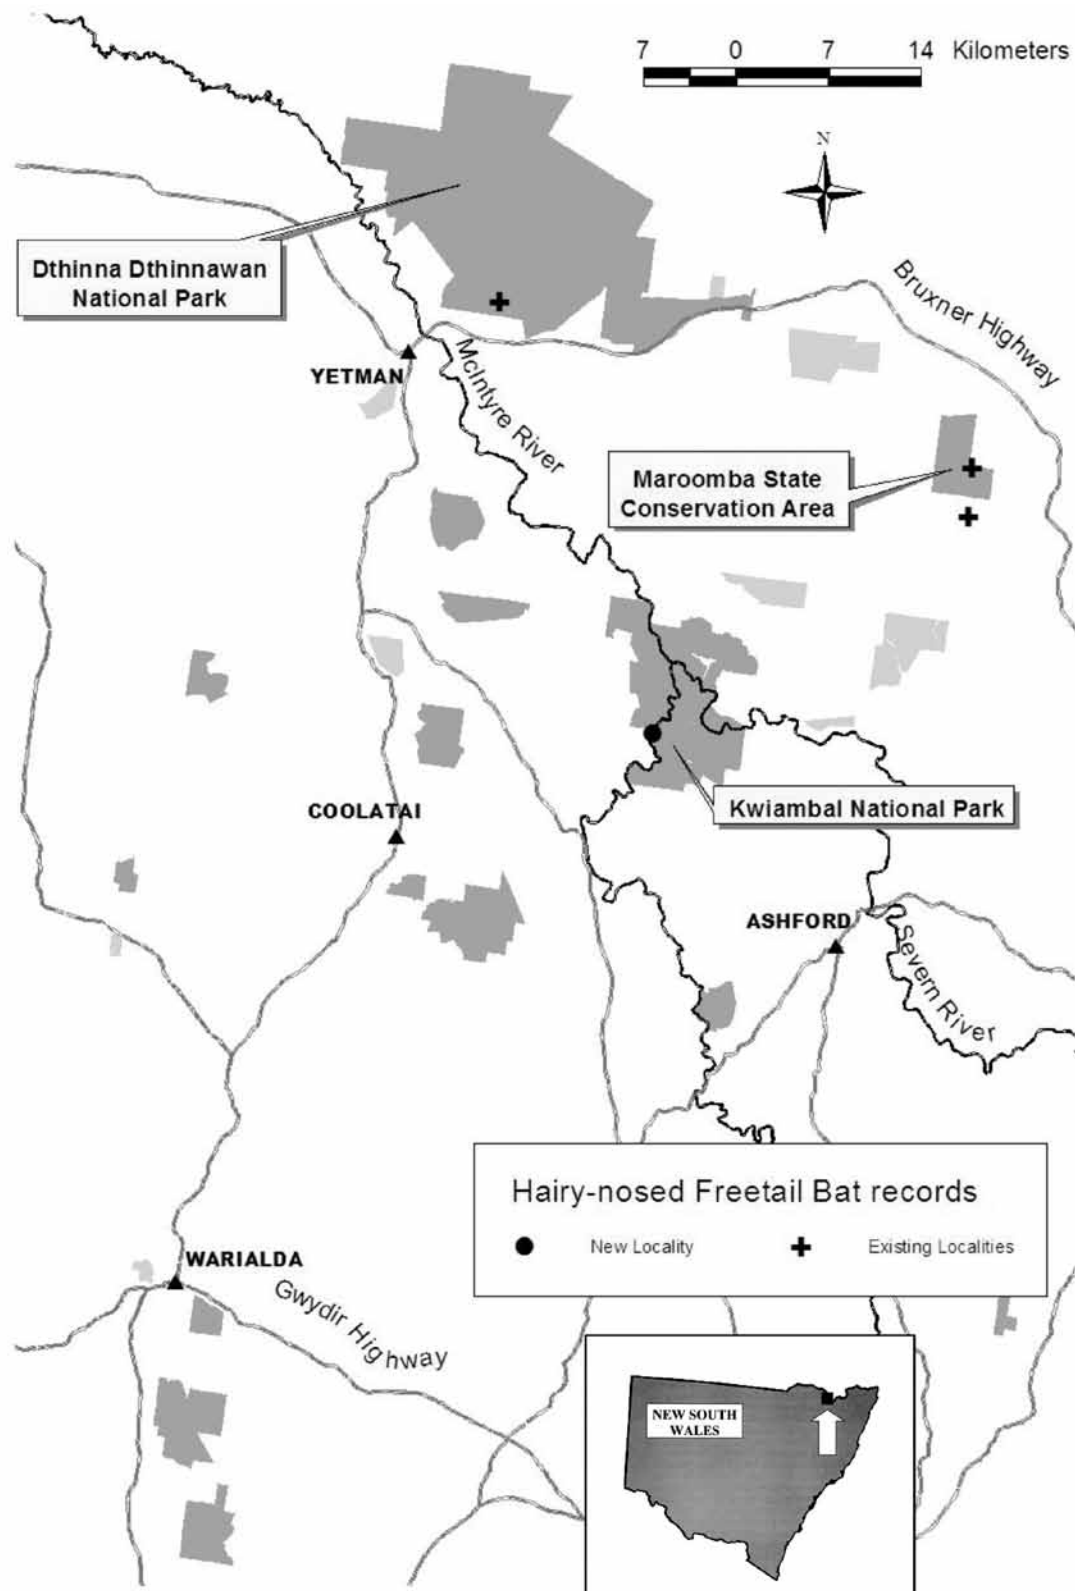 7 0 7 14 Kilometers
N
Dthinna Dthinnawan
National Park
Bruxner Highway
YETMAN
McIntyre River
Maroomba State
Conservation Area
COOLATAI
Kwiambal National Park
ASHFORD
Severn River
Hairy-nosed Freetail Bat records
New Locality
Existing Localities
WARIALDA
Gwydir Highway
NEW SOUTH
WALES